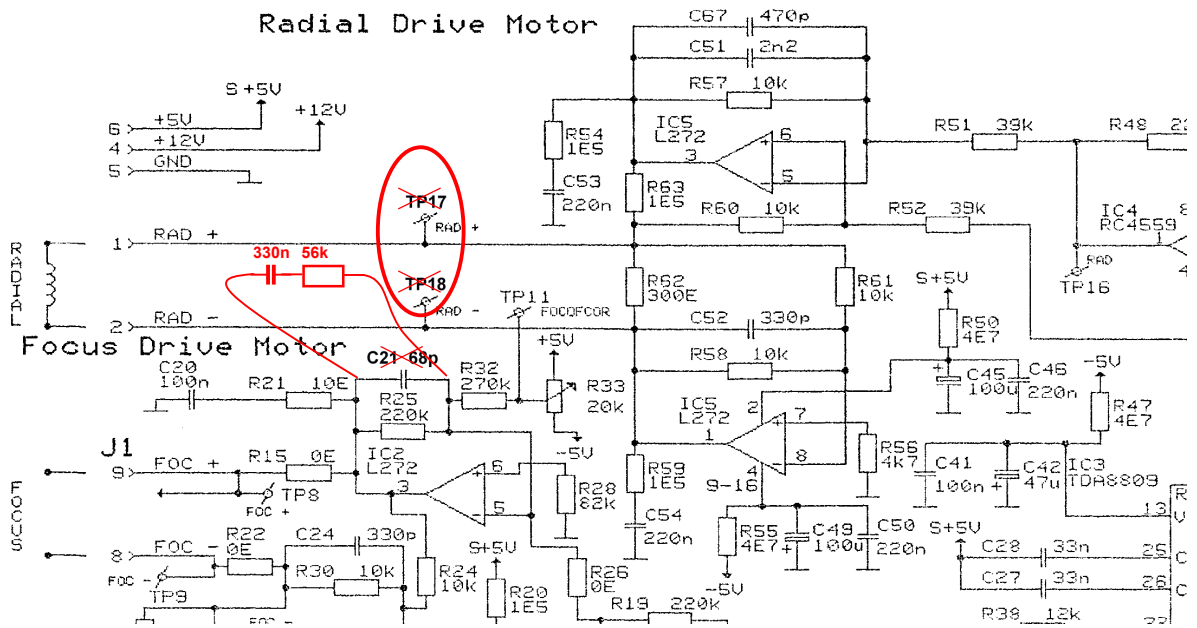 Radial Drive Motor
C67 470p
C51 2n2
R57 10k
S +5V
+12V
6 +5V
4 +12V
5 GND
R54
1E5
C53
220n
IC5
L272
6
3
5
R63
1E5
R51 39k
R48 22
TP17
RAD +
R60 10k
R52 39k
IC4
RC4559
8
1
4
RADIAL
1 RAD +
330n 56k
TP18
RAD -
R62
300E
R61
10k
RAD
TP16
2 RAD -
TP11
FOCOFCOR
C52 330p
S+5V
R50
4E7
Focus Drive Motor
C21 68p
+5V
R58 10k
C20
100n
R21 10E
R32
270k
R33
20k
-5V
C45
100u
C46
220n
-5V
R47
4E7
R25
220k
IC5
L272
2
7
1
8
4
9-16
R56
4k7
J1
9 FOC +
R15 0E
IC2
L272
6
3
5
TP8
FOC +
R28
82k
R59
1E5
C54
220n
C41
100n
C42
47u
IC3
TDA8809
13
R
V
FOCUS
8 FOC -
R22
0E
C24 330p
FOC -
TP9
R30 10k
R24
10k
S+5V
R20
1E5
R26
0E
R19 220k
R55
4E7
C49
100u
C50
220n
-5V
S+5V
C28 33n 25 C
C27 33n 26 C
R38 12k
FOC -